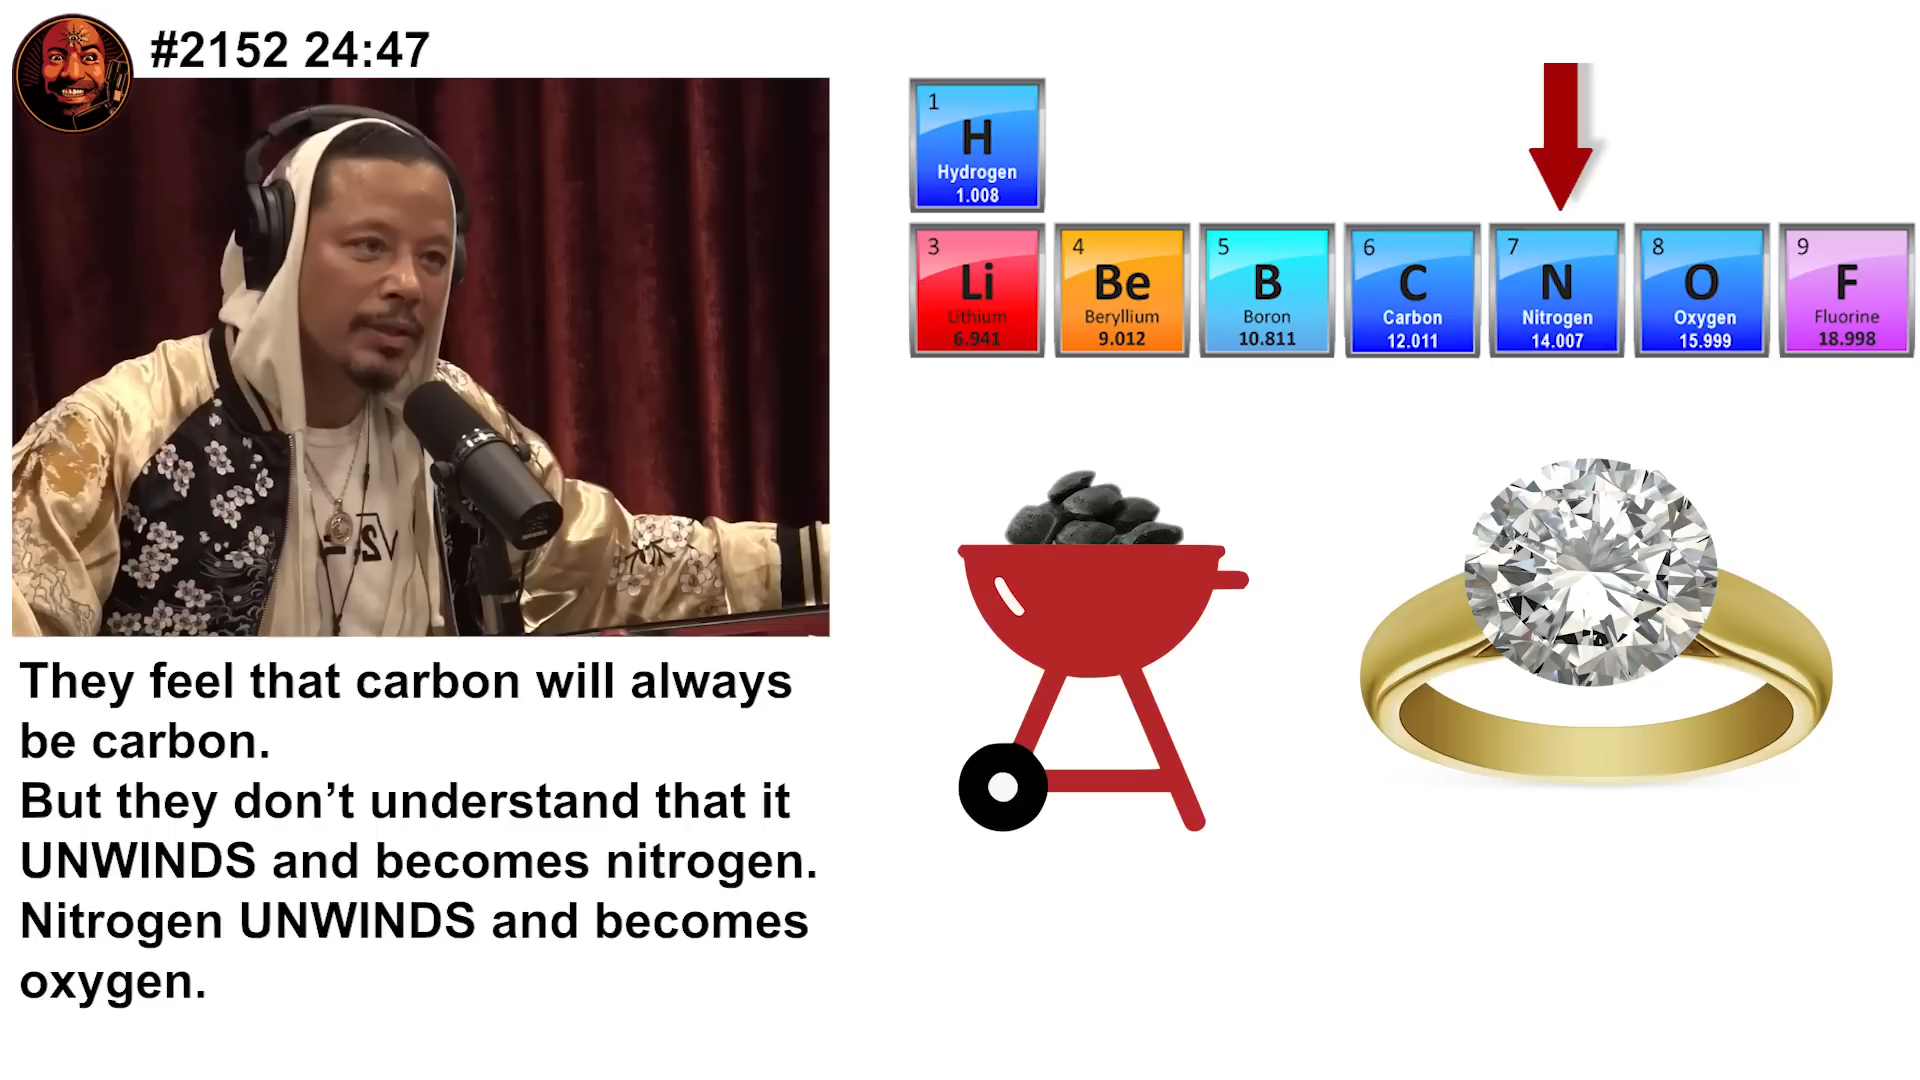 #2152 24:47
They feel that carbon will always
be carbon.
But they don’t understand that it
UNWINDS and becomes nitrogen.
Nitrogen UNWINDS and becomes
oxygen.
1
H
Hydrogen
1.008
3
Li
Lithium
6.941
4
Be
Beryllium
9.012
5
B
Boron
10.811
6
C
Carbon
12.011
7
N
Nitrogen
14.007
8
O
Oxygen
15.999
9
F
Fluorine
18.998